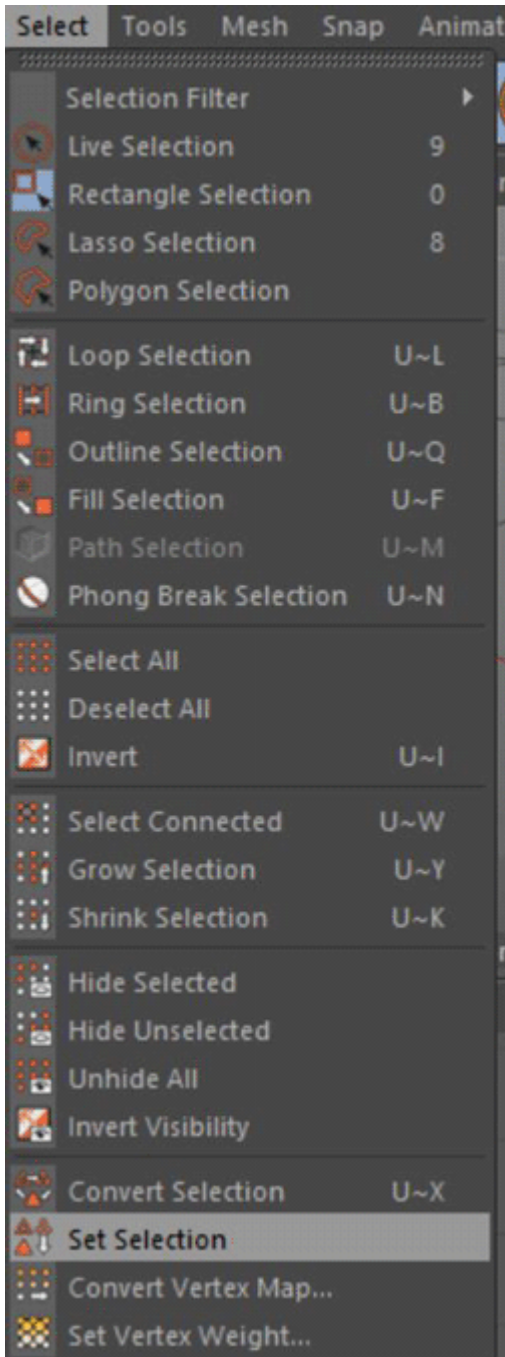 Select Tools Mesh Snap Animat
Selection Filter
Live Selection 9
Rectangle Selection 0
Lasso Selection 8
Polygon Selection
Loop Selection U~L
Ring Selection U~B
Outline Selection U~Q
Fill Selection U~F
Path Selection U~M
Phong Break Selection U~N
Select All
Deselect All
Invert U~I
Select Connected U~W
Grow Selection U~Y
Shrink Selection U~K
Hide Selected
Hide Unselected
Unhide All
Invert Visibility
Convert Selection U~X
Set Selection
Convert Vertex Map...
Set Vertex Weight...